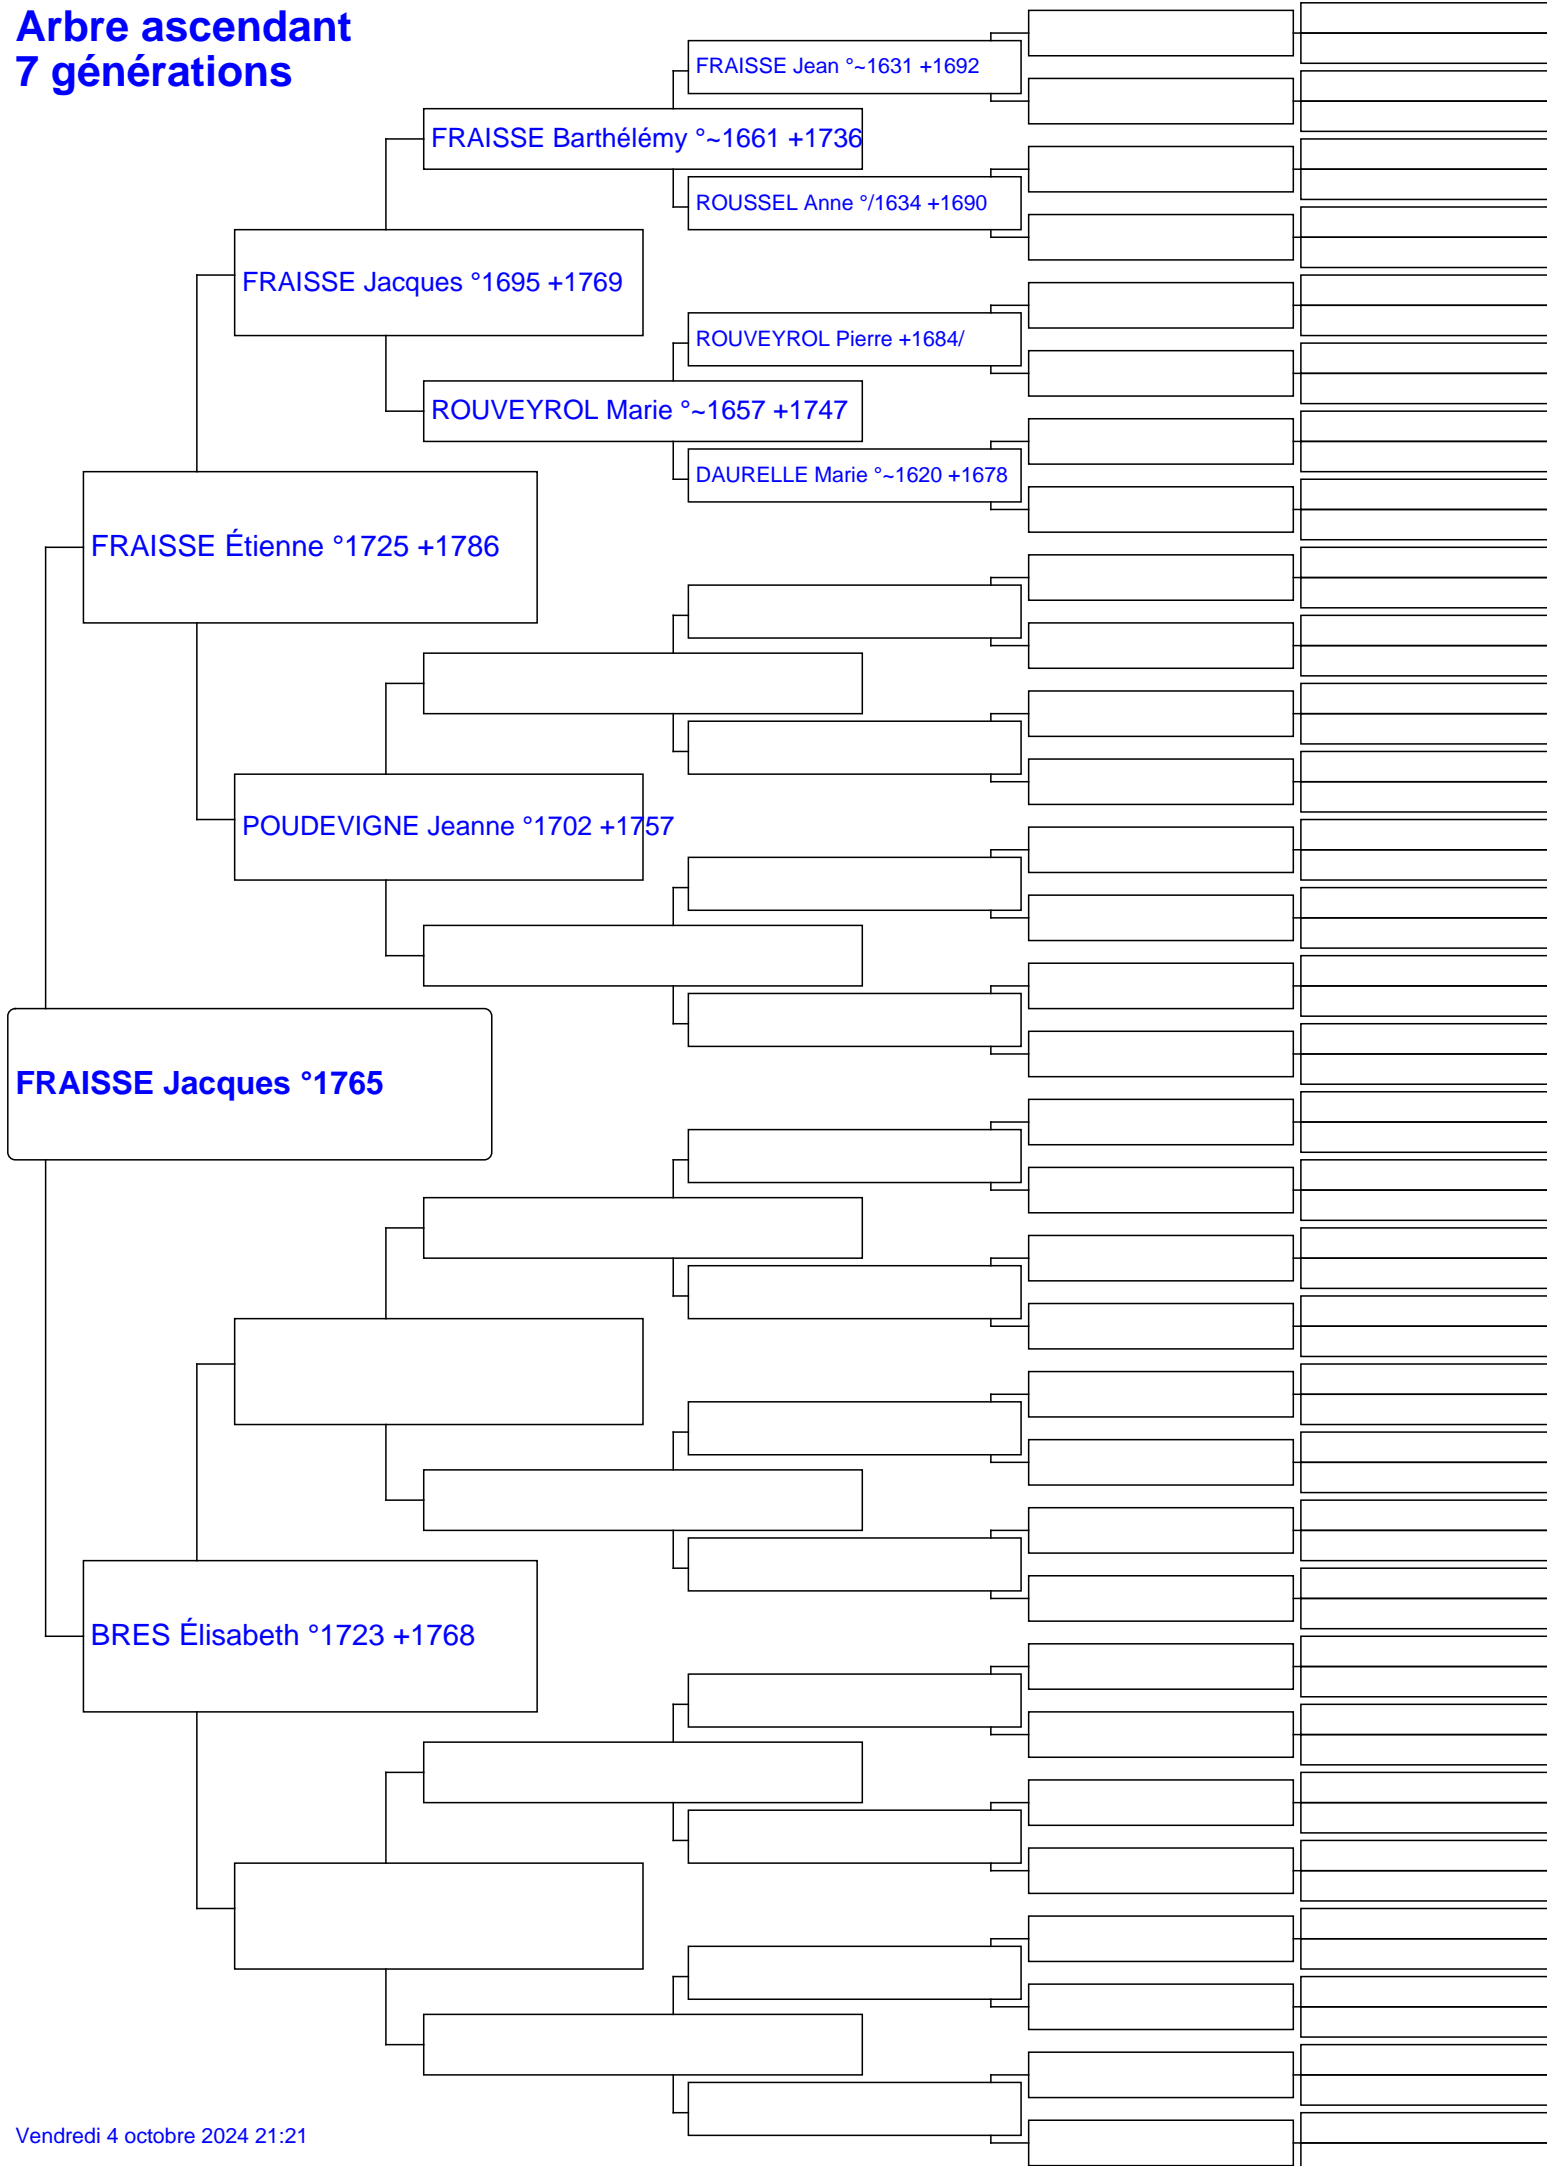 Arbre ascendant
7 générations
FRAISSE Jean °~1631 +1692
FRAISSE Barthélémy °~1661 +1736
ROUSSEL Anne °/1634 +1690
FRAISSE Jacques °1695 +1769
ROUVEYROL Pierre +1684/
ROUVEYROL Marie °~1657 +1747
DAURELLE Marie °~1620 +1678
FRAISSE Étienne °1725 +1786
POUDEVIGNE Jeanne °1702 +1757
FRAISSE Jacques °1765
BRES Élisabeth °1723 +1768
Vendredi 4 octobre 2024 21:21